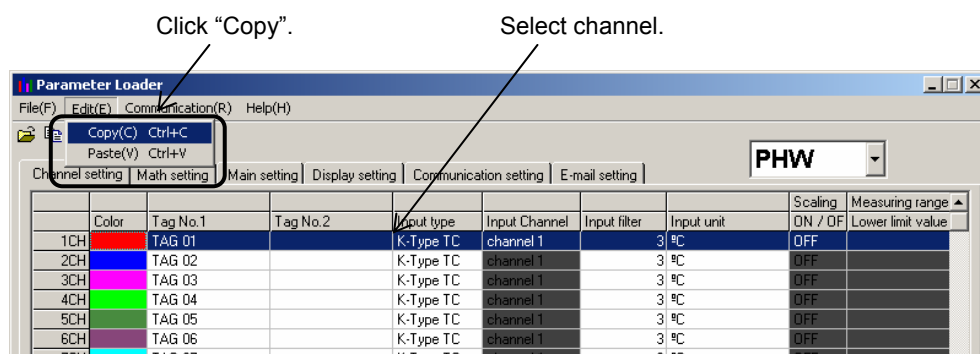 Click “Copy”. Select channel.
Parameter Loader
File(F) Edit(E) Communication(R) Help(H)
Copy(C) Ctrl+C
Paste(V) Ctrl+V
PHW
Channel setting Math setting Main setting Display setting Communication setting E-mail setting
Scaling Measuring range
Color Tag No.1 Tag No.2 Input type Input Channel Input filter Input unit ON / OF Lower limit value
1CH TAG 01 K-Type TC channel 1 3 ºC OFF
2CH TAG 02 K-Type TC channel 1 3 ºC OFF
3CH TAG 03 K-Type TC channel 1 3 ºC OFF
4CH TAG 04 K-Type TC channel 1 3 ºC OFF
5CH TAG 05 K-Type TC channel 1 3 ºC OFF
6CH TAG 06 K-Type TC channel 1 3 ºC OFF